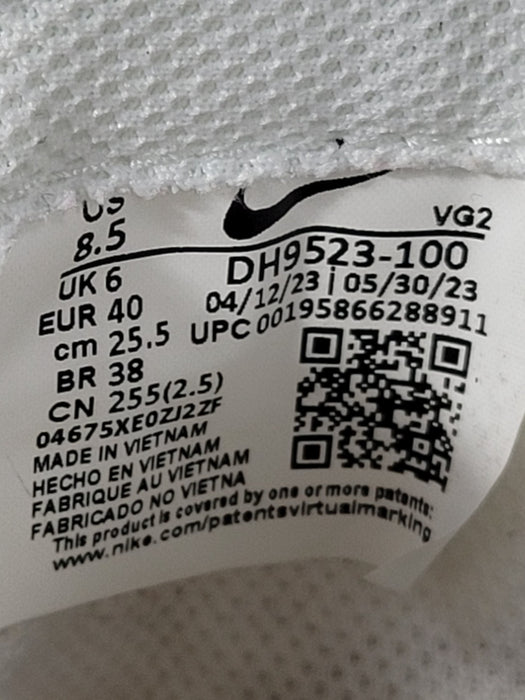 US
8.5
VG2
UK 6
EUR 40
cm 25.5
BR 38
CN 255(2.5)
DH9523-100
04/12/23 | 05/30/23
UPC 00195866288911
04675XE0ZJ2ZF
MADE IN VIETNAM
HECHO EN VIETNAM
FABRIQUE AU VIETNAM
FABRICADO NO VIETNA
This product is covered by one or more patents:
www.nike.com/patentsvirtualmarking